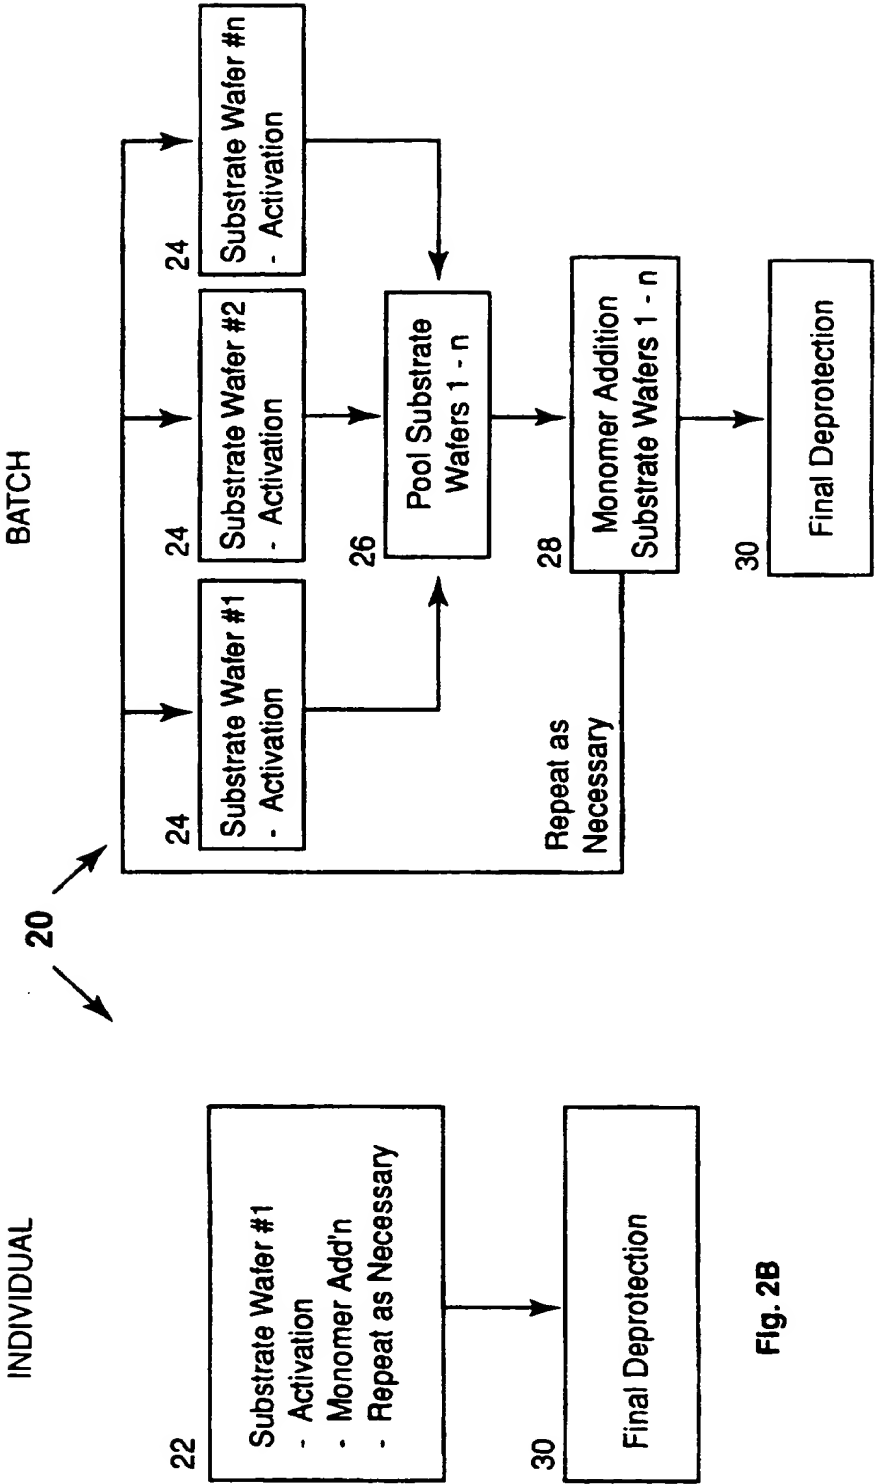 INDIVIDUAL
22
Substrate Wafer #1
- Activation
- Monomer Add'n
- Repeat as Necessary
30
Final Deprotection
20
BATCH
24
Substrate Wafer #1
- Activation
24
Substrate Wafer #2
- Activation
24
Substrate Wafer #n
- Activation
26
Pool Substrate
Wafers 1 - n
28
Monomer Addition
Substrate Wafers 1 - n
Repeat as
Necessary
30
Final Deprotection
Fig. 2B